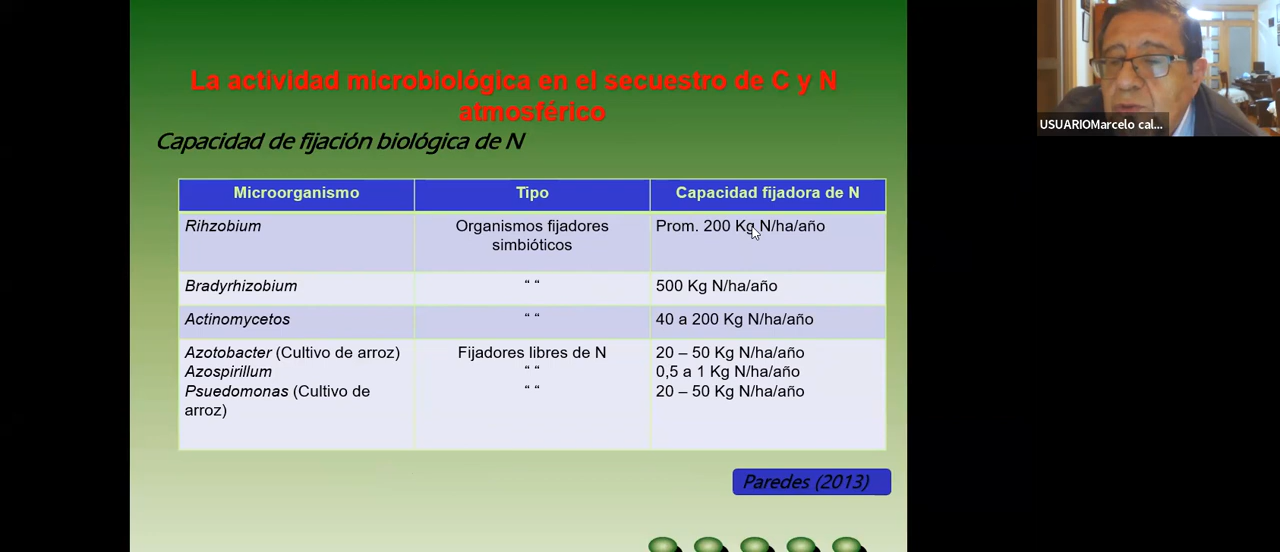 La actividad microbiológica en el secuestro de C y N
atmosférico
Capacidad de fijación biológica de N
Microorganismo Tipo Capacidad fijadora de N
Rihzobium Organismos fijadores Prom. 200 Kg N/ha/año
simbióticos
Bradyrhizobium “ “ 500 Kg N/ha/año
Actinomycetos “ “ 40 a 200 Kg N/ha/año
Azotobacter (Cultivo de arroz) Fijadores libres de N 20 – 50 Kg N/ha/año
Azospirillum “ “ 0,5 a 1 Kg N/ha/año
Psuedomonas (Cultivo de “ “ 20 – 50 Kg N/ha/año
arroz)
Paredes (2013)
USUARIOMarcelo cal...